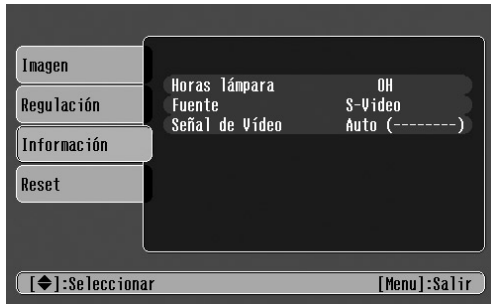 Imagen
Regulación
Información
Reset
Horas lámpara 0H
Fuente S-Video
Señal de Vídeo Auto (--------)
[◆]:Seleccionar [Menu]:Salir